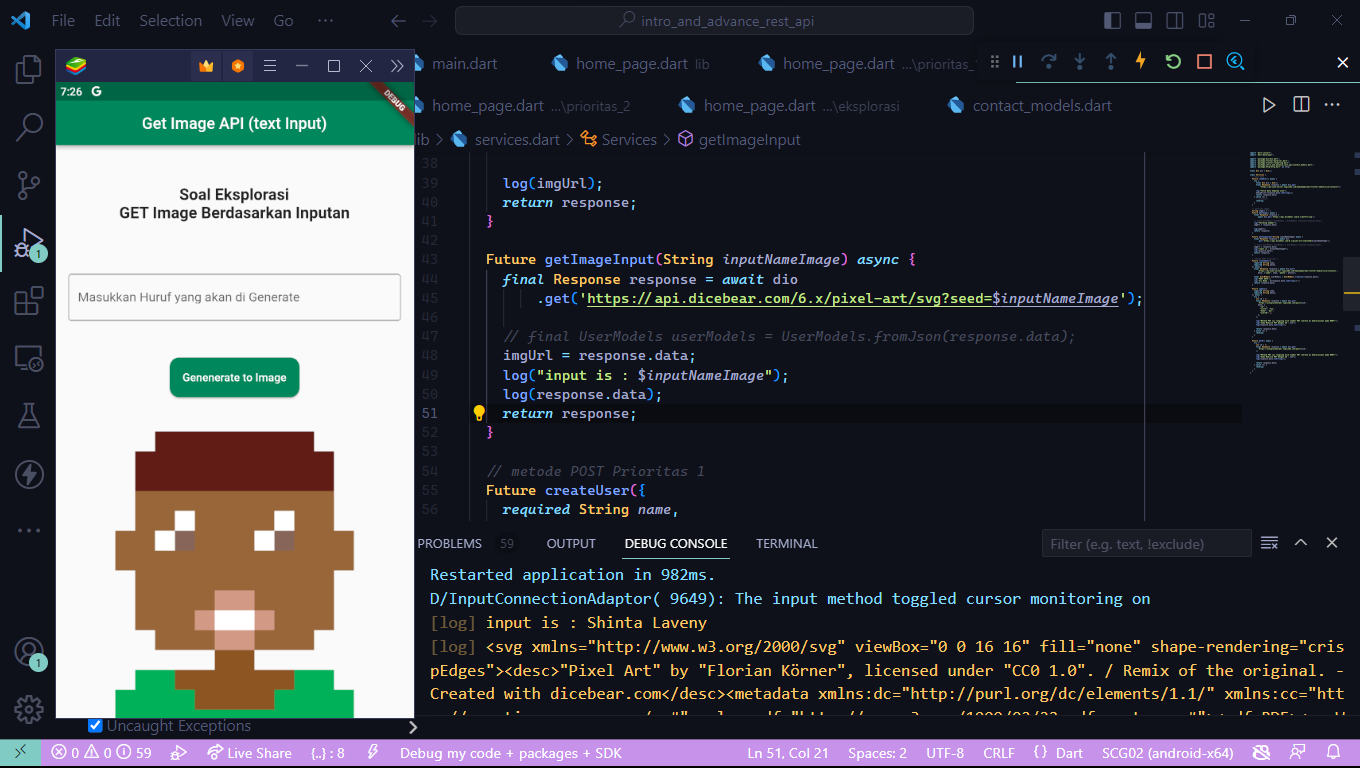 File Edit Selection View Go ···
intro_and_advance_rest_api
7:26 G
DEBUG
Get Image API (text Input)
Soal Eksplorasi
GET Image Berdasarkan Inputan
Masukkan Huruf yang akan di Generate
Genenerate to Image
main.dart home_page.dart lib home_page.dart ...\prioritas_
home_page.dart ...\prioritas_2 home_page.dart ...\eksplorasi contact_models.dart
lib > services.dart > Services > getImageInput
38
39 log(imgUrl);
40 return response;
41 }
42
43 Future getImageInput(String inputNameImage) async {
44 final Response response = await dio
45 .get('https://api.dicebear.com/6.x/pixel-art/svg?seed=$inputNameImage');
46
47 // final UserModels userModels = UserModels.fromJson(response.data);
48 imgUrl = response.data;
49 log("input is : $inputNameImage");
50 log(response.data);
51 return response;
52 }
53
54 // metode POST Prioritas 1
55 Future createUser({
56 required String name,
PROBLEMS 59 OUTPUT DEBUG CONSOLE TERMINAL
Filter (e.g. text, !exclude)
Restarted application in 982ms.
D/InputConnectionAdaptor( 9649): The input method toggled cursor monitoring on
[log] input is : Shinta Laveny
[log] <svg xmlns="http://www.w3.org/2000/svg" viewBox="0 0 16 16" fill="none" shape-rendering="cris
pEdges"><desc>"Pixel Art" by "Florian Körner", licensed under "CC0 1.0". / Remix of the original. -
Created with dicebear.com</desc><metadata xmlns:dc="http://purl.org/dc/elements/1.1/" xmlns:cc="htt
1
1
Uncaught Exceptions
0 0 59 Live Share {..} : 8 Debug my code + packages + SDK
Ln 51, Col 21 Spaces: 2 UTF-8 CRLF {} Dart SCG02 (android-x64)